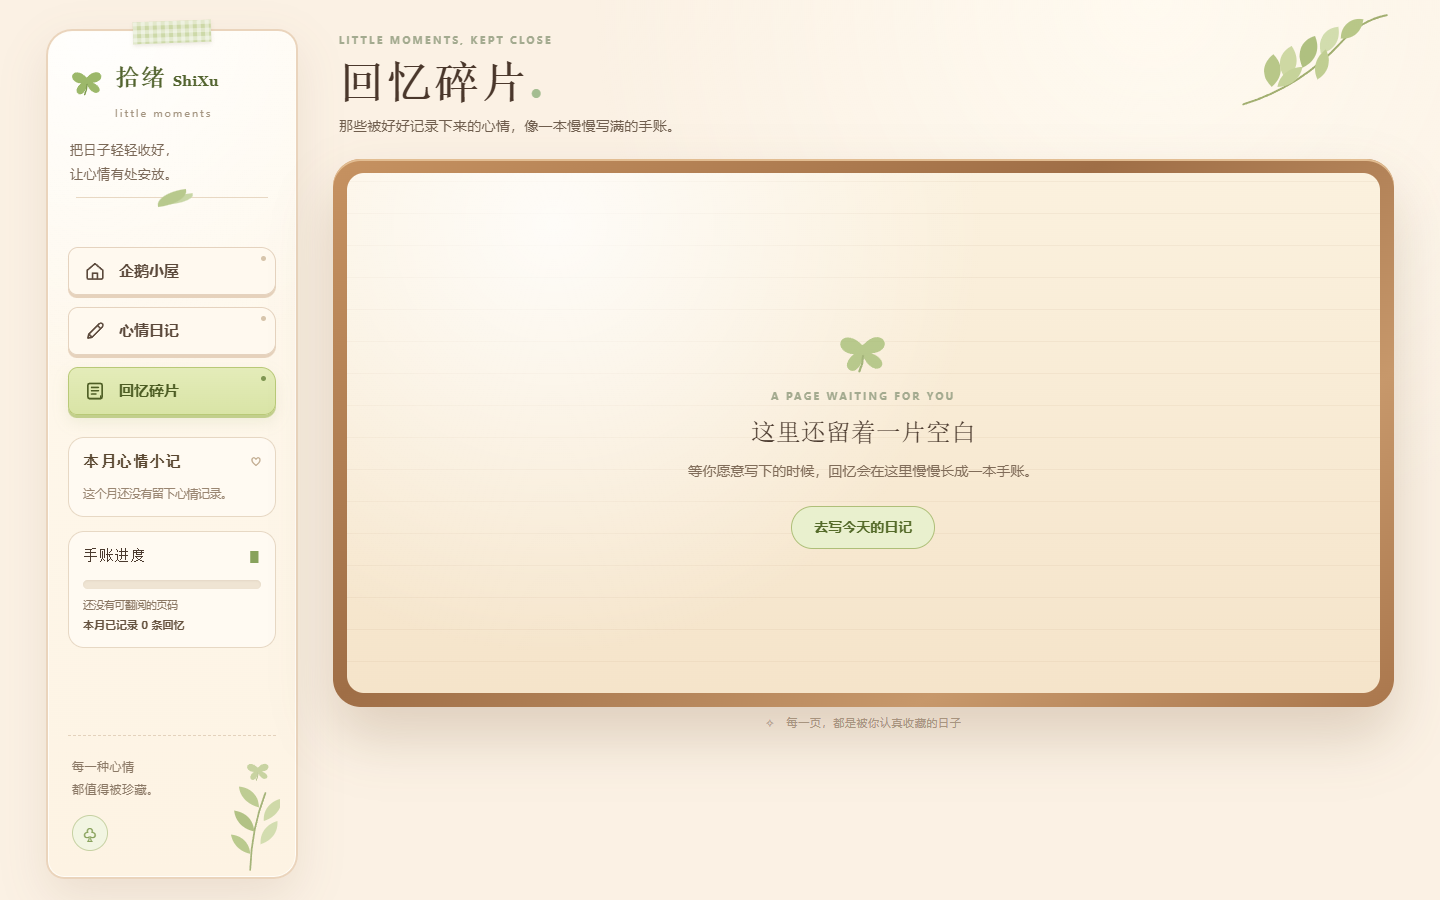 拾绪 ShiXu
little moments
把日子轻轻收好，
让心情有处安放。
企鹅小屋
心情日记
回忆碎片
本月心情小记
这个月还没有留下心情记录。
手账进度
还没有可翻阅的页码
本月已记录 0 条回忆
每一种心情
都值得被珍藏。
LITTLE MOMENTS, KEPT CLOSE
回忆碎片.
那些被好好记录下来的心情，像一本慢慢写满的手账。
A PAGE WAITING FOR YOU
这里还留着一片空白
等你愿意写下的时候，回忆会在这里慢慢长成一本手账。
去写今天的日记
✧ 每一页，都是被你认真收藏的日子